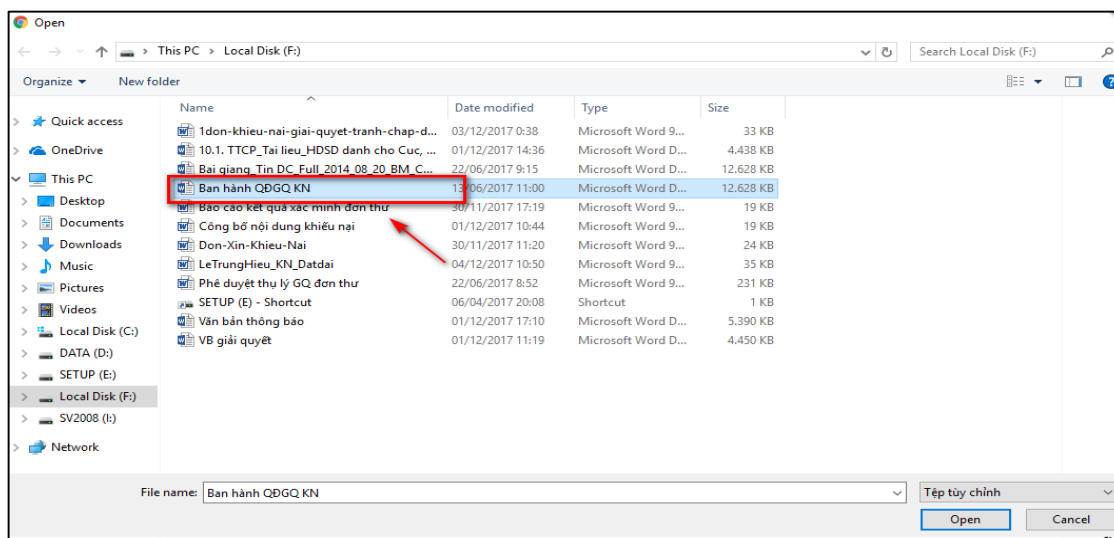 Open
This PC > Local Disk (F:)
Search Local Disk (F:)
Organize
New folder
Name Date modified Type Size
Quick access
OneDrive
This PC
Desktop
Documents
Downloads
Music
Pictures
Videos
Local Disk (C:)
DATA (D:)
SETUP (E:)
Local Disk (F:)
SV2008 (I:)
Network
1don-khieu-nai-giai-quyet-tranh-chap-d... 03/12/2017 0:38 Microsoft Word 9... 33 KB
10.1. TTCP_Tai lieu_HDSD danh cho Cuc, ... 01/12/2017 14:36 Microsoft Word D... 4.438 KB
Bai giang_Tin DC_Full_2014_08_20_BM_C... 22/06/2017 9:15 Microsoft Word D... 12.628 KB
Ban hành QĐGQ KN 13/06/2017 11:00 Microsoft Word D... 12.628 KB
Báo cáo kết quả xác minh đơn thư 30/11/2017 17:19 Microsoft Word 9... 19 KB
Công bố nội dung khiếu nại 01/12/2017 10:44 Microsoft Word 9... 19 KB
Don-Xin-Khieu-Nai 30/11/2017 11:20 Microsoft Word 9... 24 KB
LeTrungHieu_KN_Datdai 04/12/2017 10:50 Microsoft Word 9... 35 KB
Phê duyệt thụ lý GQ đơn thư 22/06/2017 8:52 Microsoft Word 9... 231 KB
SETUP (E) - Shortcut 06/04/2017 20:08 Shortcut 1 KB
Văn bản thông báo 01/12/2017 17:10 Microsoft Word D... 5.390 KB
VB giải quyết 01/12/2017 11:19 Microsoft Word D... 4.450 KB
File name: Ban hành QĐGQ KN
Tệp tùy chỉnh
Open Cancel